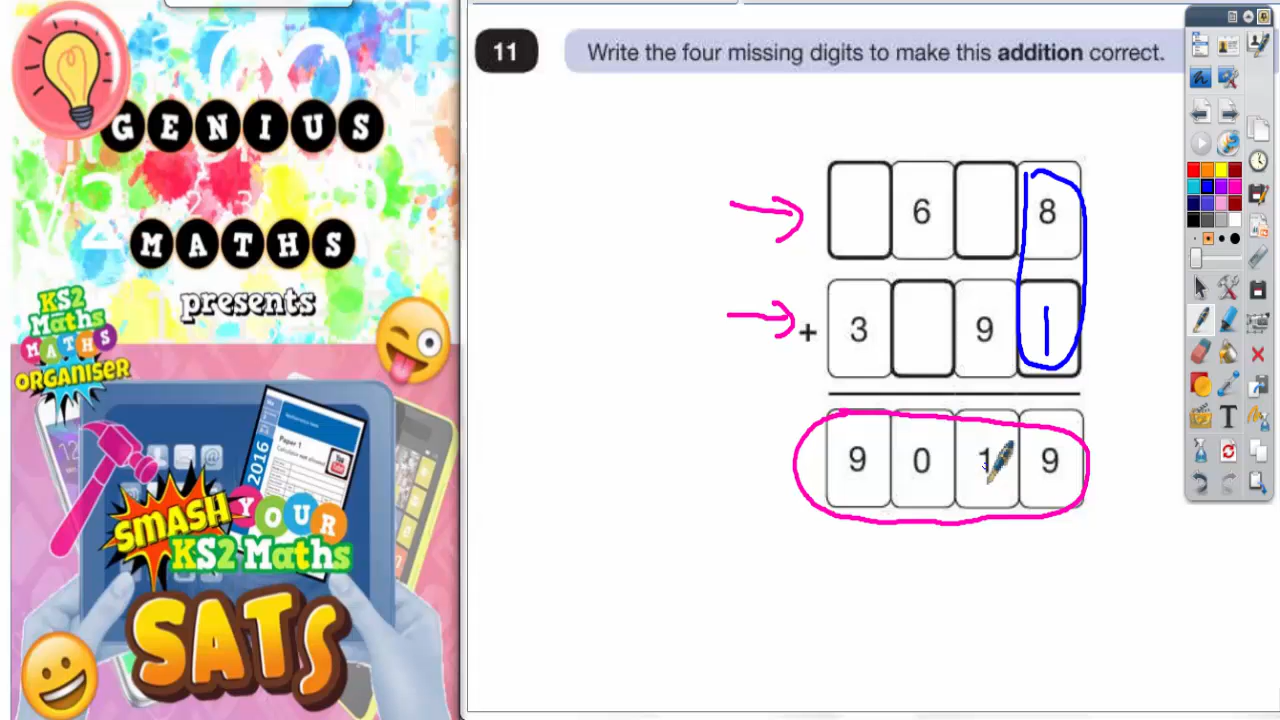 GENIUS
MATHS
presents
KS2
Maths
MATHS
ORGANISER
2016
Paper 1
SMASH YOUR
KS2 Maths
SATS
11 Write the four missing digits to make this addition correct.
6 8
+ 3 9 1
9 0 1 9
T